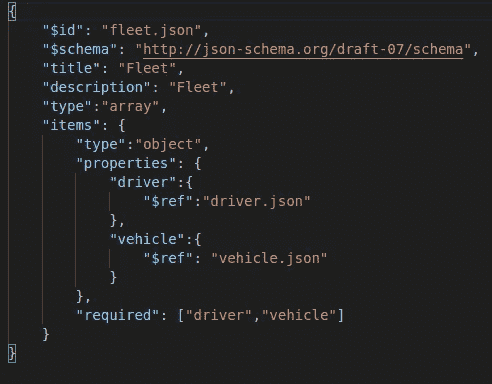 {
    "$id": "fleet.json",
    "$schema": "http://json-schema.org/draft-07/schema",
    "title": "Fleet",
    "description": "Fleet",
    "type":"array",
    "items": {
        "type":"object",
        "properties": {
            "driver":{
                "$ref":"driver.json"
            },
            "vehicle":{
                "$ref": "vehicle.json"
            }
        },
        "required": ["driver","vehicle"]
    }
}